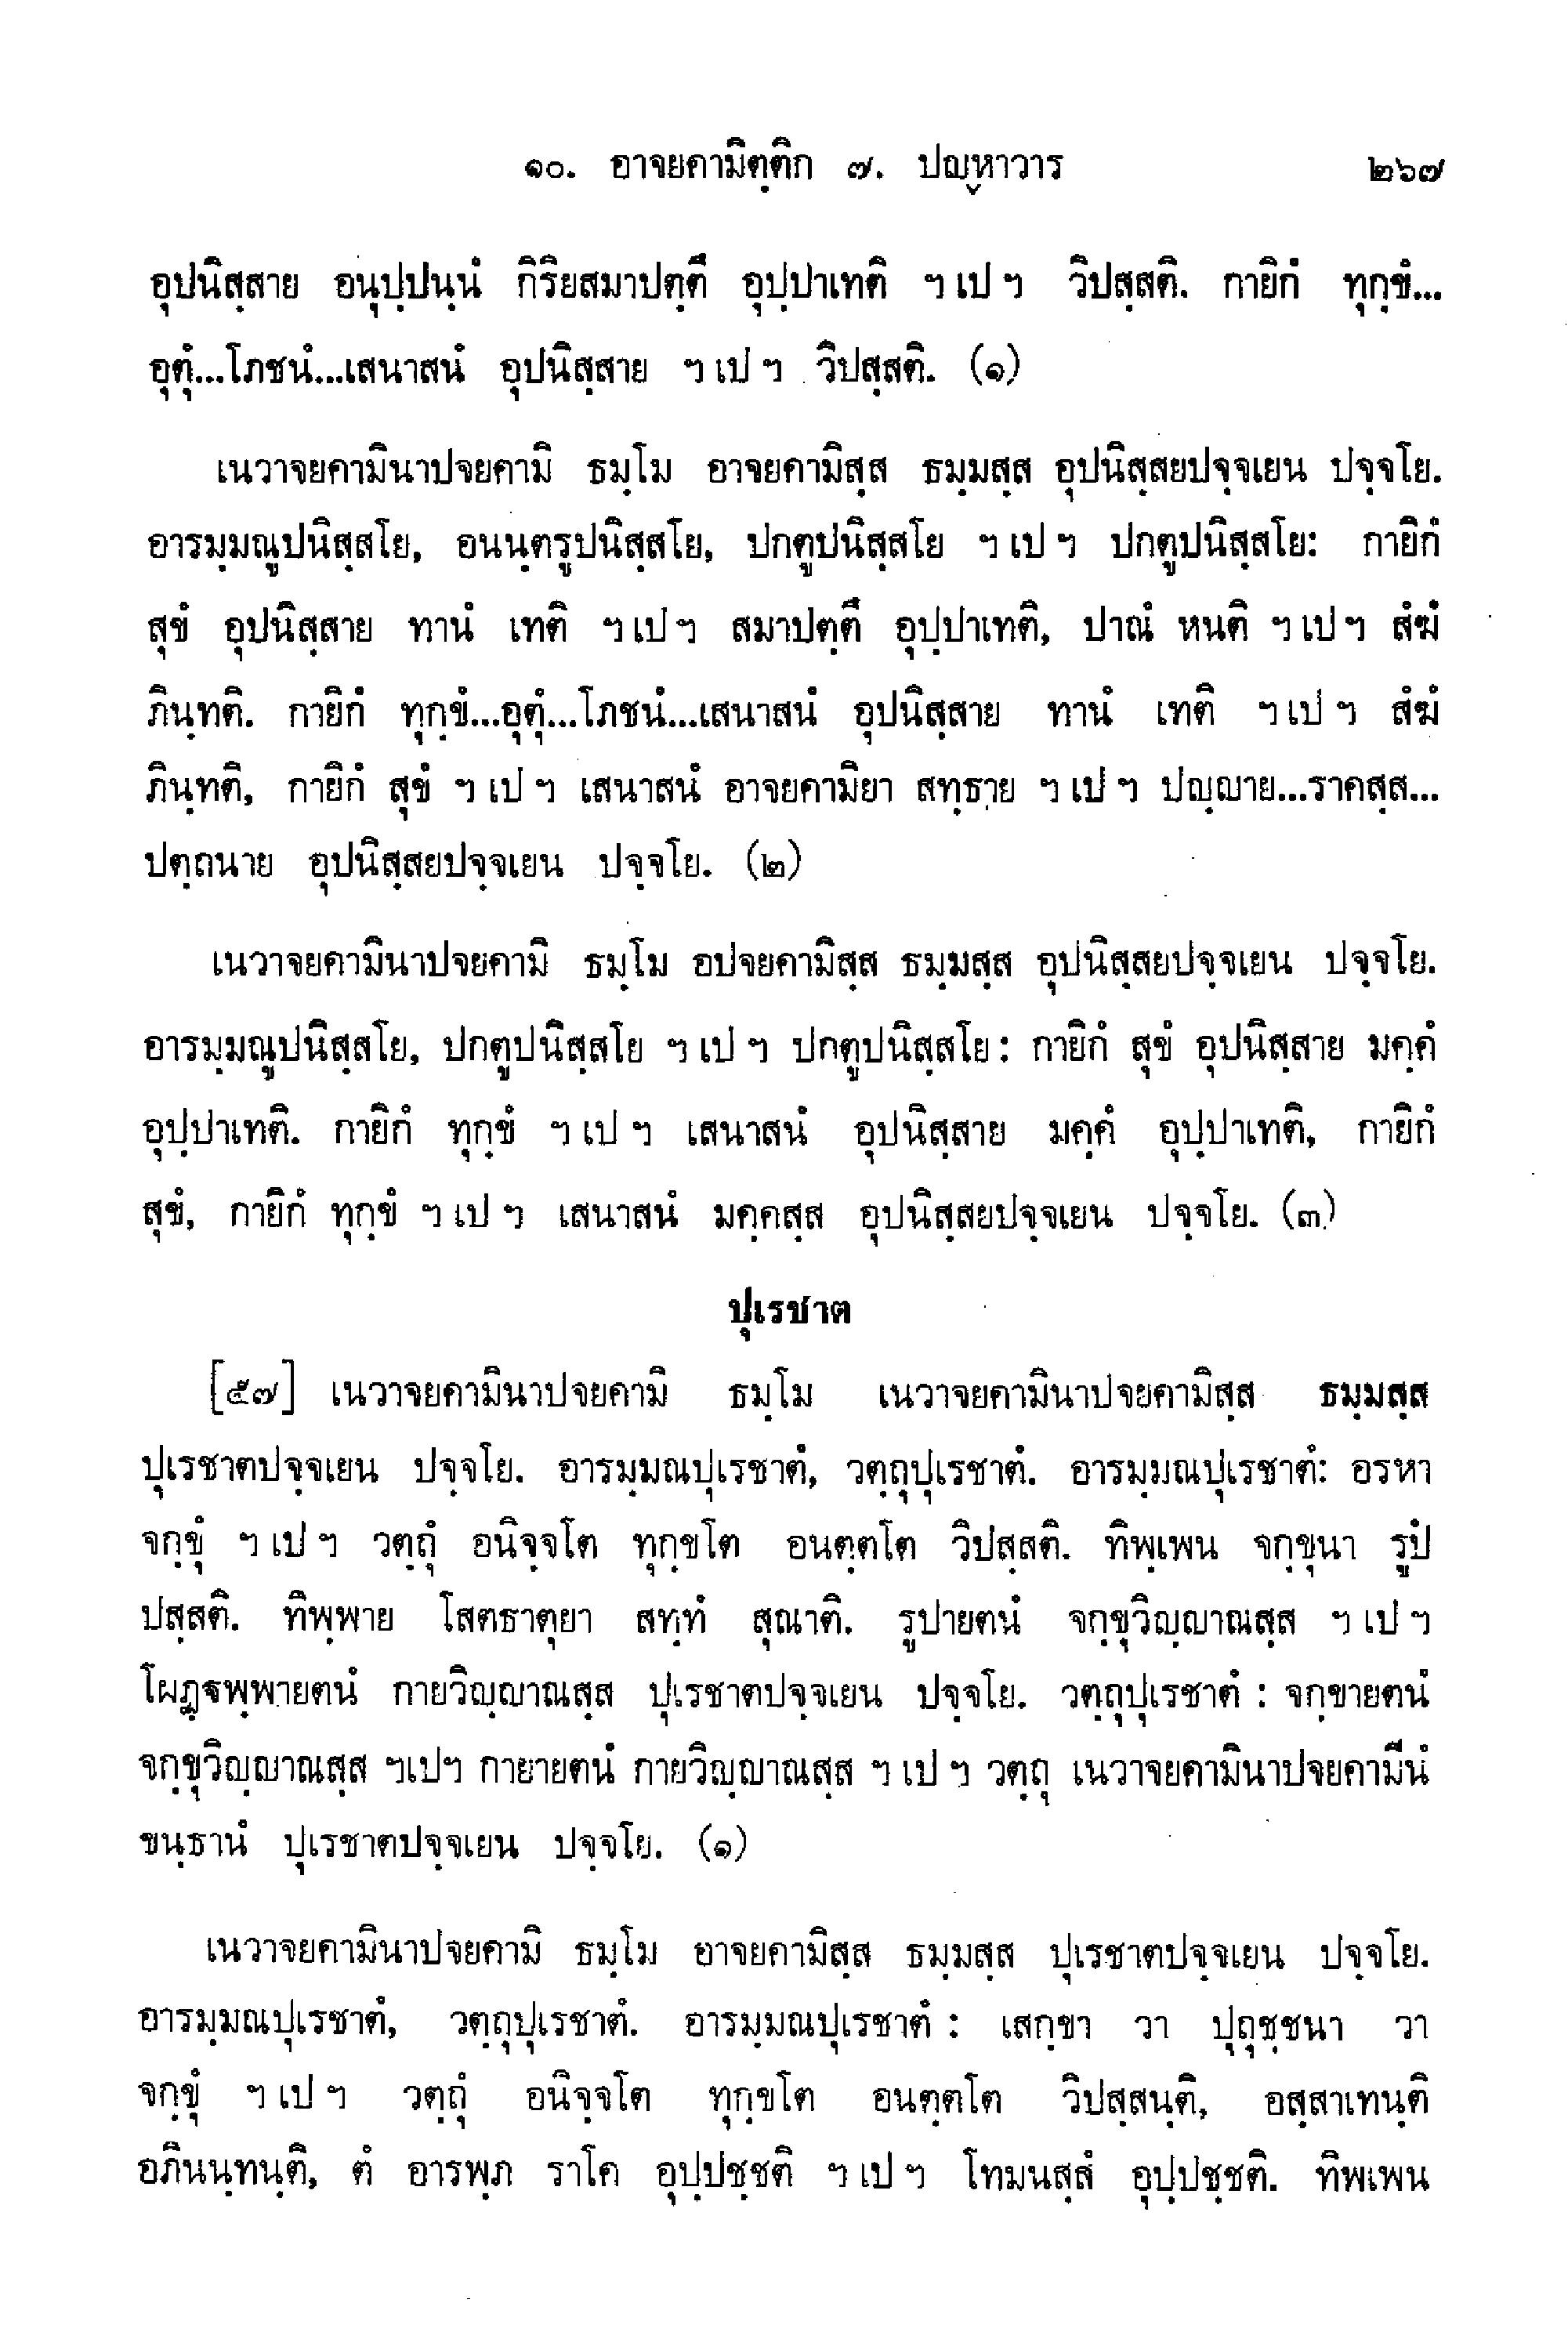 ๑๐. อาจยคามิตฺติก ๗. ปญฺหาวาร ๒๖๗
อุปนิสฺสาย อนุปฺปนฺนํ กิริยสมาปตฺตึ อุปฺปาเทติ ฯ เป ฯ วิปสฺสติ. กายิกํ ทุกฺขํ...
อุตุํ...โภชนํ...เสนาสนํ อุปนิสฺสาย ฯ เป ฯ วิปสฺสติ. (๑)
เนวาจยคามินาปจยคามิ ธมฺโม อาจยคามิสฺส ธมฺมสฺส อุปนิสฺสยปจฺจเยน ปจฺจโย.
อารมฺมณูปนิสฺสโย, อนนฺตรูปนิสฺสโย, ปกตูปนิสฺสโย ฯ เป ฯ ปกตูปนิสฺสโย: กายิกํ
สุขํ อุปนิสฺสาย ทานํ เทติ ฯ เป ฯ สมาปตฺตึ อุปฺปาเทติ, ปาณํ หนติ ฯ เป ฯ สํฆํ
ภินฺทติ. กายิกํ ทุกฺขํ...อุตุํ...โภชนํ...เสนาสนํ อุปนิสฺสาย ทานํ เทติ ฯ เป ฯ สํฆํ
ภินฺทติ, กายิกํ สุขํ ฯ เป ฯ เสนาสนํ อาจยคามิยา สทฺธาย ฯ เป ฯ ปญฺญาย...ราคสฺส...
ปตฺถนาย อุปนิสฺสยปจฺจเยน ปจฺจโย. (๒)
เนวาจยคามินาปจยคามิ ธมฺโม อปจยคามิสฺส ธมฺมสฺส อุปนิสฺสยปจฺจเยน ปจฺจโย.
อารมฺมณูปนิสฺสโย, ปกตูปนิสฺสโย ฯ เป ฯ ปกตูปนิสฺสโย: กายิกํ สุขํ อุปนิสฺสาย มคฺคํ
อุปฺปาเทติ. กายิกํ ทุกฺขํ ฯ เป ฯ เสนาสนํ อุปนิสฺสาย มคฺคํ อุปฺปาเทติ, กายิกํ
สุขํ, กายิกํ ทุกฺขํ ฯ เป ฯ เสนาสนํ มคฺคสฺส อุปนิสฺสยปจฺจเยน ปจฺจโย. (๓)
ปุเรชาต
[๕๗] เนวาจยคามินาปจยคามิ ธมฺโม เนวาจยคามินาปจยคามิสฺส ธมฺมสฺส
ปุเรชาตปจฺจเยน ปจฺจโย. อารมฺมณปุเรชาตํ, วตฺถุปุเรชาตํ. อารมฺมณปุเรชาตํ: อรหา
จกฺขุํ ฯ เป ฯ วตฺถุํ อนิจฺจโต ทุกฺขโต อนตฺตโต วิปสฺสติ. ทิพฺเพน จกฺขุนา รูปํ
ปสฺสติ. ทิพฺพาย โสตธาตุยา สทฺทํ สุณาติ. รูปายตนํ จกฺขุวิญฺญาณสฺส ฯ เป ฯ
โผฏฺฐพฺพายตนํ กายวิญฺญาณสฺส ปุเรชาตปจฺจเยน ปจฺจโย. วตฺถุปุเรชาตํ : จกฺขายตนํ
จกฺขุวิญฺญาณสฺส ฯเปฯ กายายตนํ กายวิญฺญาณสฺส ฯ เป ฯ วตฺถุ เนวาจยคามินาปจยคามีนํ
ขนฺธานํ ปุเรชาตปจฺจเยน ปจฺจโย. (๑)
เนวาจยคามินาปจยคามิ ธมฺโม อาจยคามิสฺส ธมฺมสฺส ปุเรชาตปจฺจเยน ปจฺจโย.
อารมฺมณปุเรชาตํ, วตฺถุปุเรชาตํ. อารมฺมณปุเรชาตํ : เสกฺขา วา ปุถุชฺชนา วา
จกฺขุํ ฯ เป ฯ วตฺถุํ อนิจฺจโต ทุกฺขโต อนตฺตโต วิปสฺสนฺติ, อสฺสาเทนฺติ
อภินนฺทนฺติ, ตํ อารพฺภ ราโค อุปฺปชฺชติ ฯ เป ฯ โทมนสฺสํ อุปฺปชฺชติ. ทิพเพน